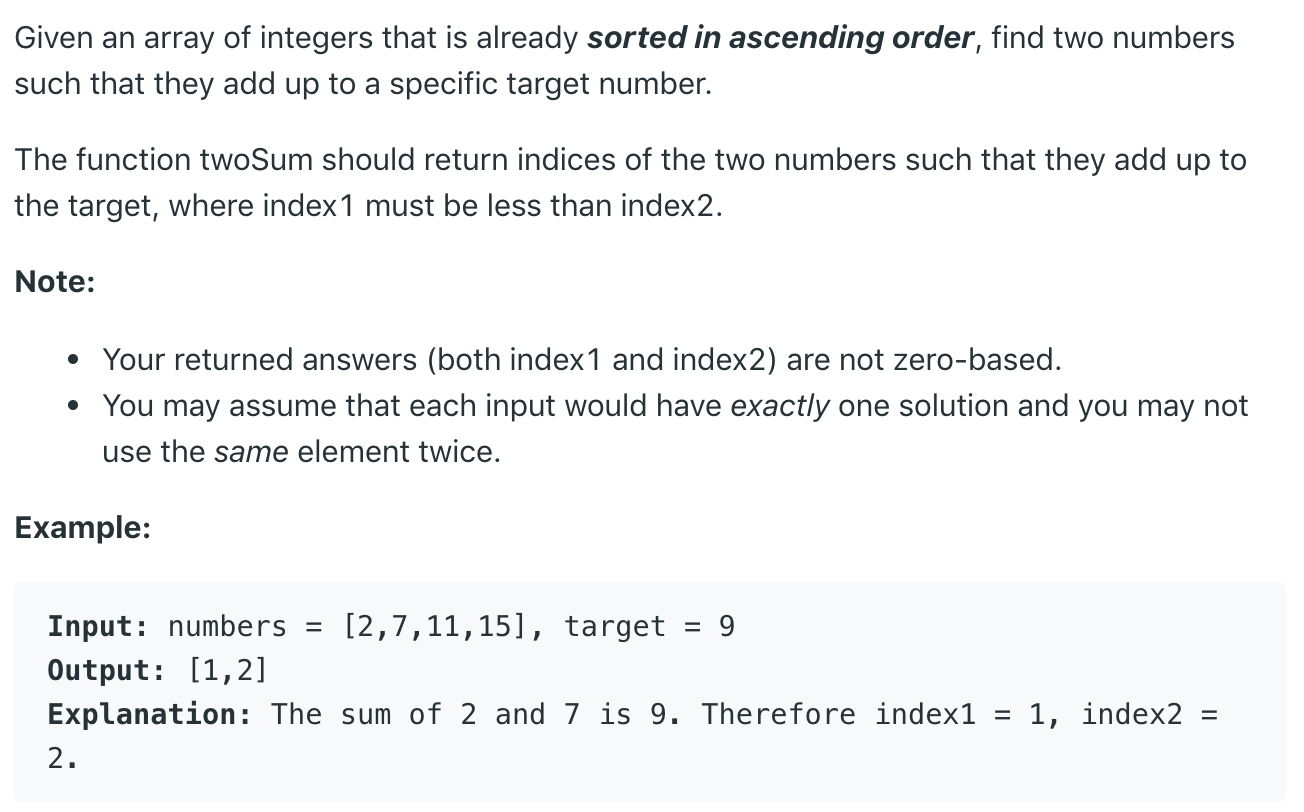 Given an array of integers that is already sorted in ascending order, find two numbers
such that they add up to a specific target number.
The function twoSum should return indices of the two numbers such that they add up to
the target, where index1 must be less than index2.
Note:
• Your returned answers (both index1 and index2) are not zero-based.
• You may assume that each input would have exactly one solution and you may not
use the same element twice.
Example:
Input: numbers = [2,7,11,15], target = 9
Output: [1,2]
Explanation: The sum of 2 and 7 is 9. Therefore index1 = 1, index2 =
2.